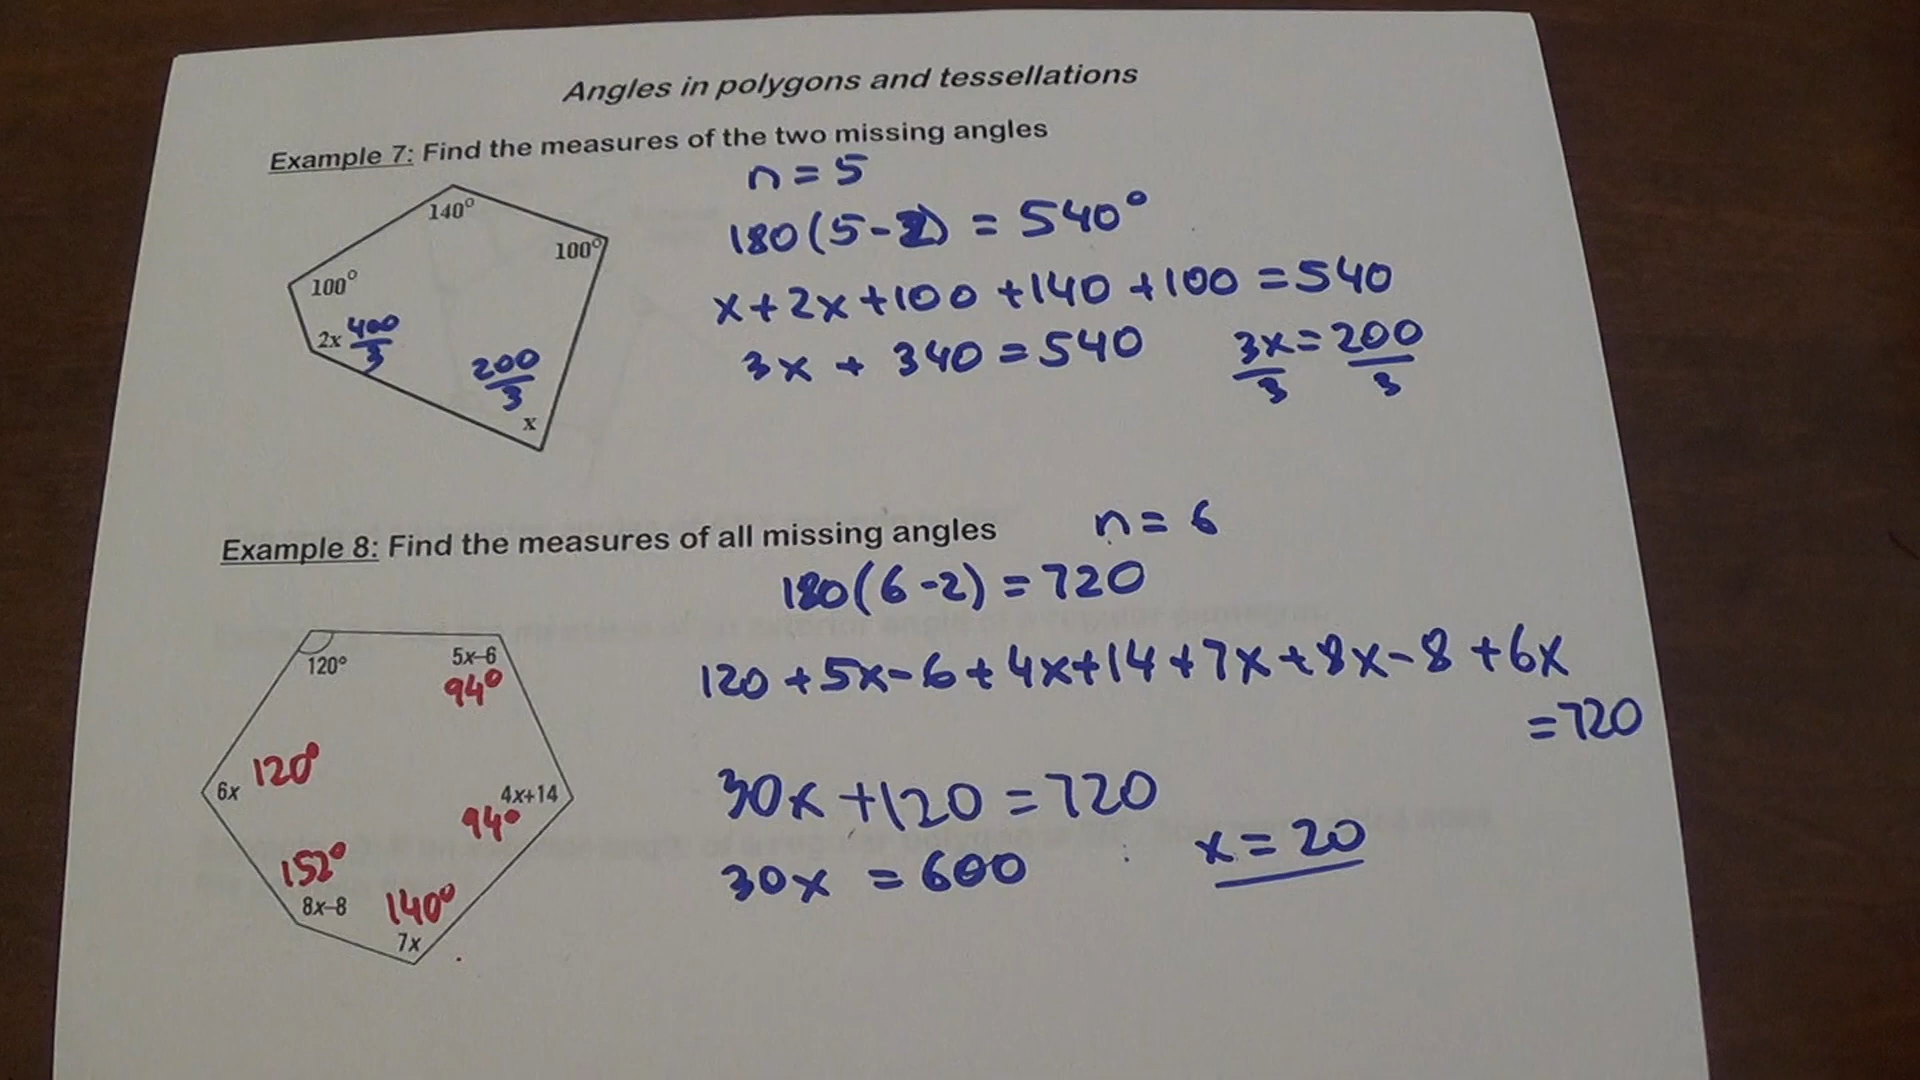 Angles in polygons and tessellations
Example 7: Find the measures of the two missing angles
n = 5
140°
100°
180(5-2) = 540°
100°
x + 2x + 100 + 140 + 100 = 540
2x 400/3
200/3
x
3x + 340 = 540
3x/3 = 200/3
Example 8: Find the measures of all missing angles
n = 6
180(6-2) = 720
120°
5x–6
94°
120 + 5x - 6 + 4x + 14 + 7x + 8x - 8 + 6x
= 720
6x
120°
4x+14
94°
30x + 120 = 720
x = 20
152°
8x–8
140°
7x
30x = 600